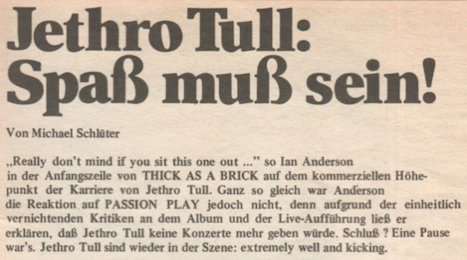 Jethro Tull:
Spaß muß sein!
Von Michael Schlüter
„Really don't mind if you sit this one out ...” so Ian Anderson
in der Anfangszeile von THICK AS A BRICK auf dem kommerziellen Höhe-
punkt der Karriere von Jethro Tull. Ganz so gleich war Anderson
die Reaktion auf PASSION PLAY jedoch nicht, denn aufgrund der einheitlich
vernichtenden Kritiken an dem Album und der Live-Aufführung ließ er
erklären, daß Jethro Tull keine Konzerte mehr geben würde. Schluß ? Eine Pause
war's. Jethro Tull sind wieder in der Szene: extremely well and kicking.